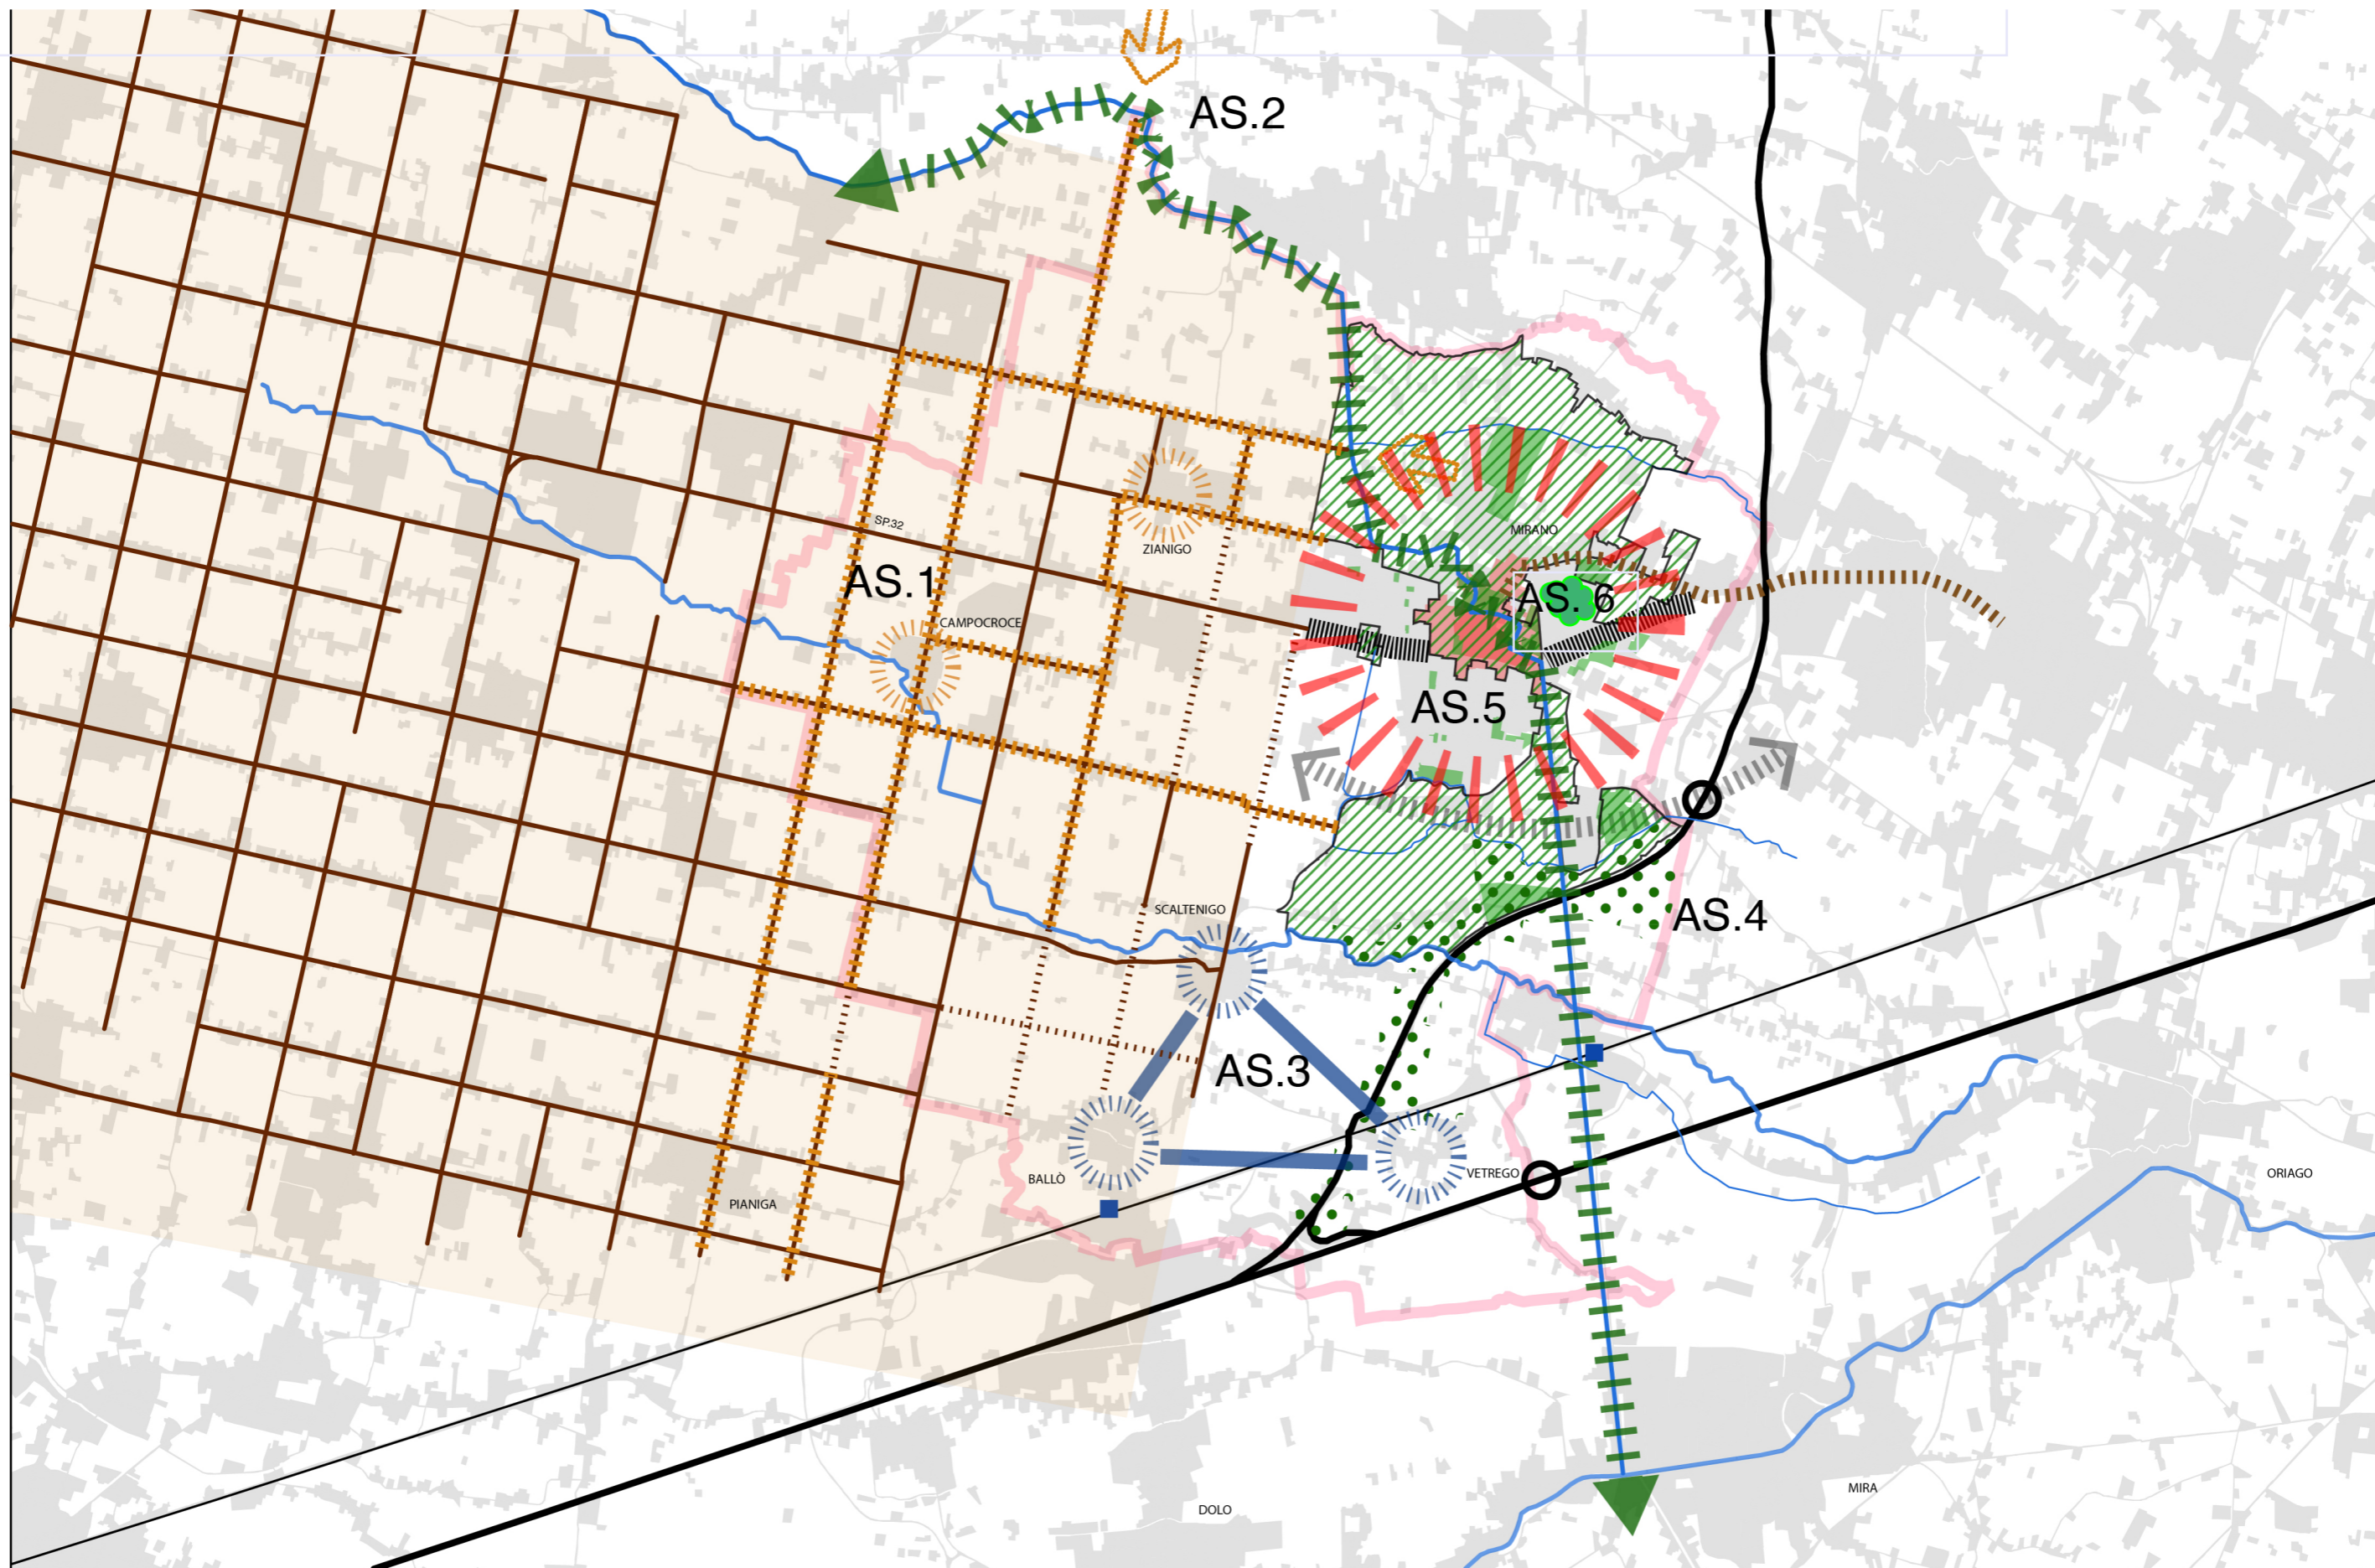 AS.2
SP.32
MIRANO
ZIANIGO
AS.1
AS. 6
CAMPOCROCE
AS.5
SCALTENIGO
AS.4
AS.3
BALLÒ
VETREGO
ORIAGO
PIANIGA
MIRA
DOLO